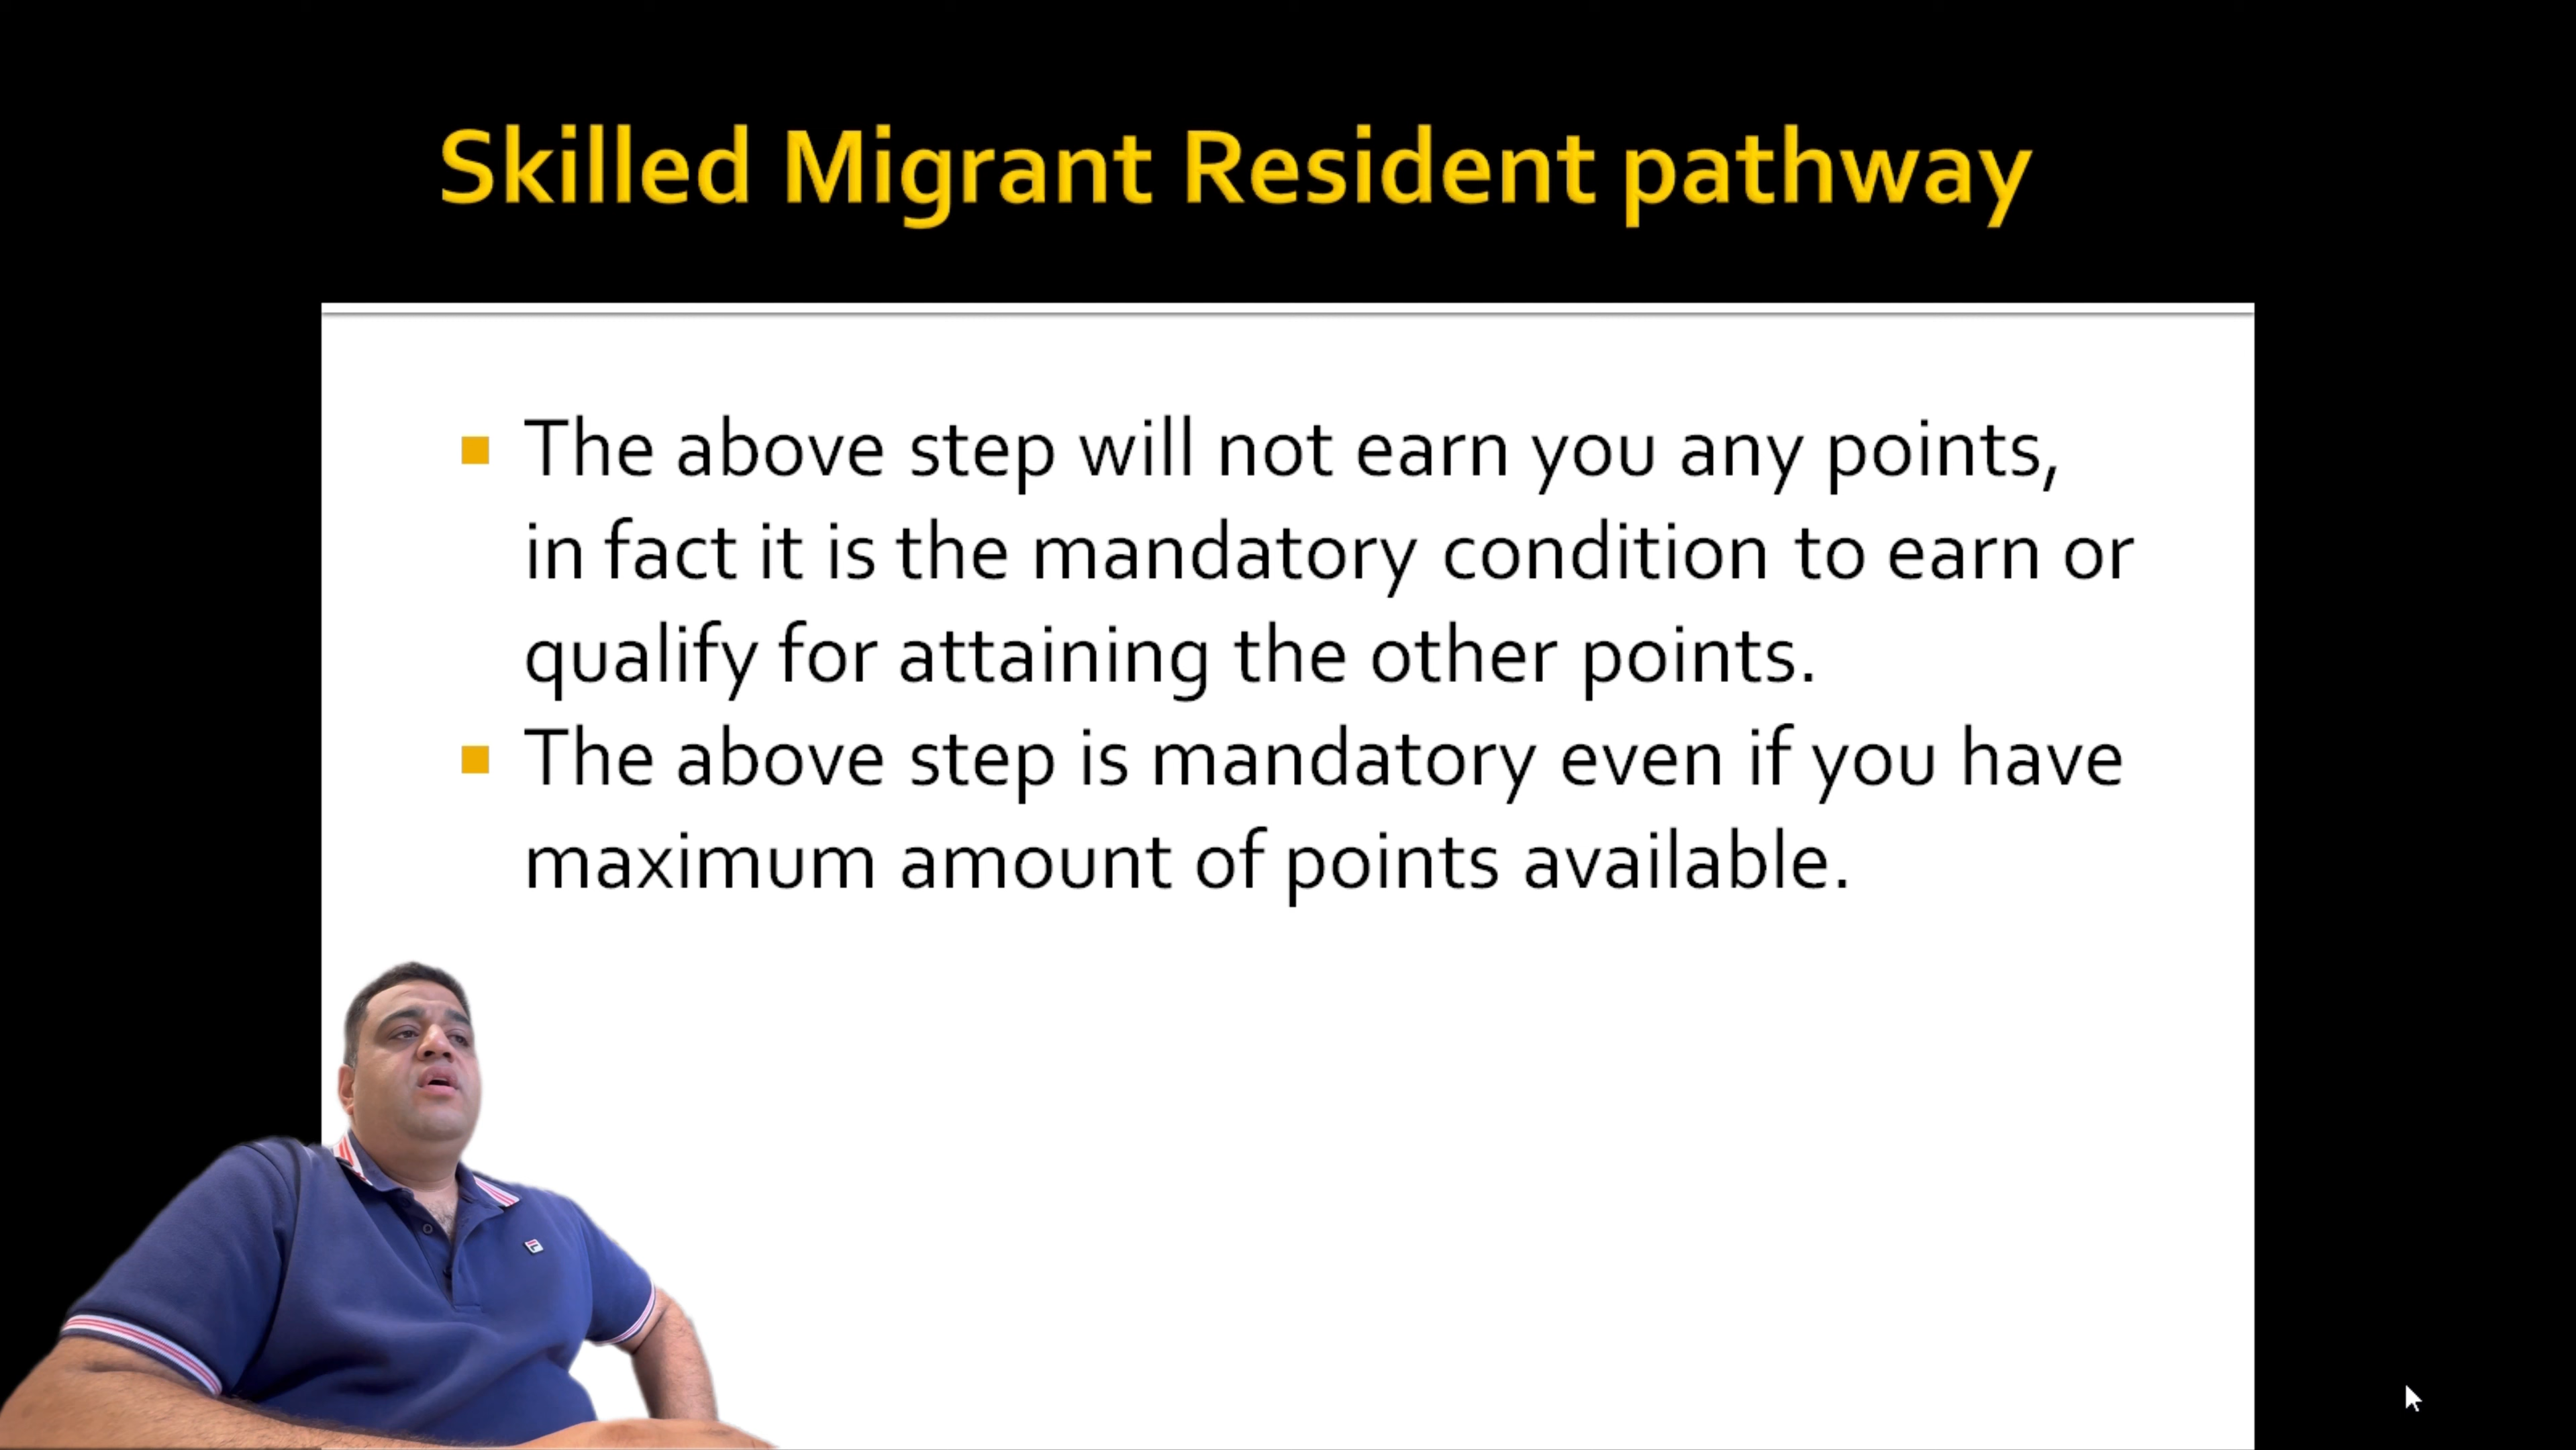 Skilled Migrant Resident pathway
The above step will not earn you any points,
in fact it is the mandatory condition to earn or
qualify for attaining the other points.
The above step is mandatory even if you have
maximum amount of points available.